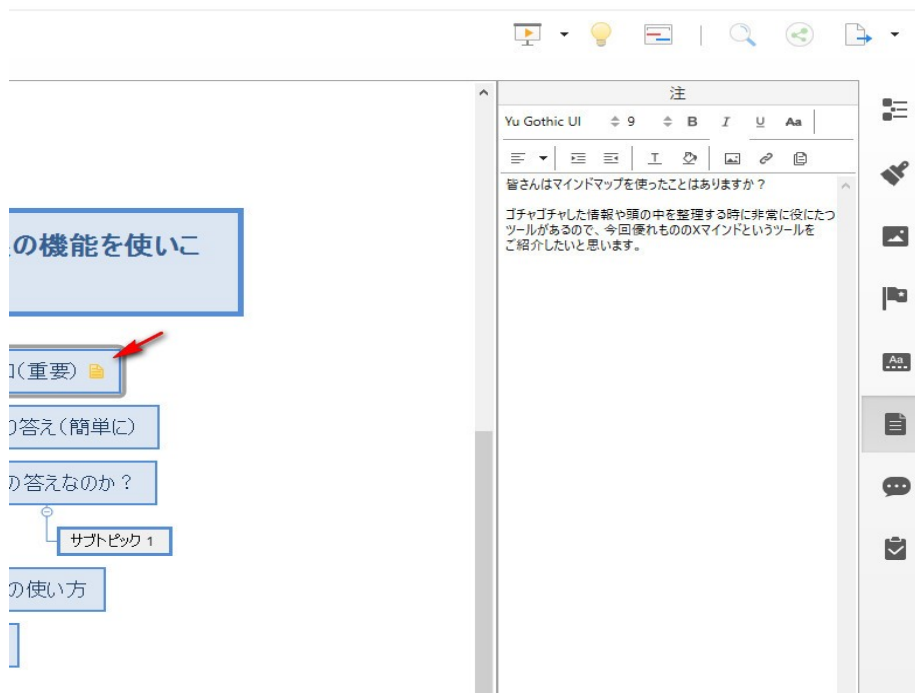 注
Yu Gothic UI 9 B I U Aa
T
皆さんはマインドマップを使ったことはありますか？
ゴチャゴチャした情報や頭の中を整理する時に非常に役にたつ
ツールがあるので、今回優れもののXマインドというツールを
ご紹介したいと思います。
の機能を使いこ
(重要)
答え(簡単に)
の答えなのか？
サブトピック 1
の使い方
Aa